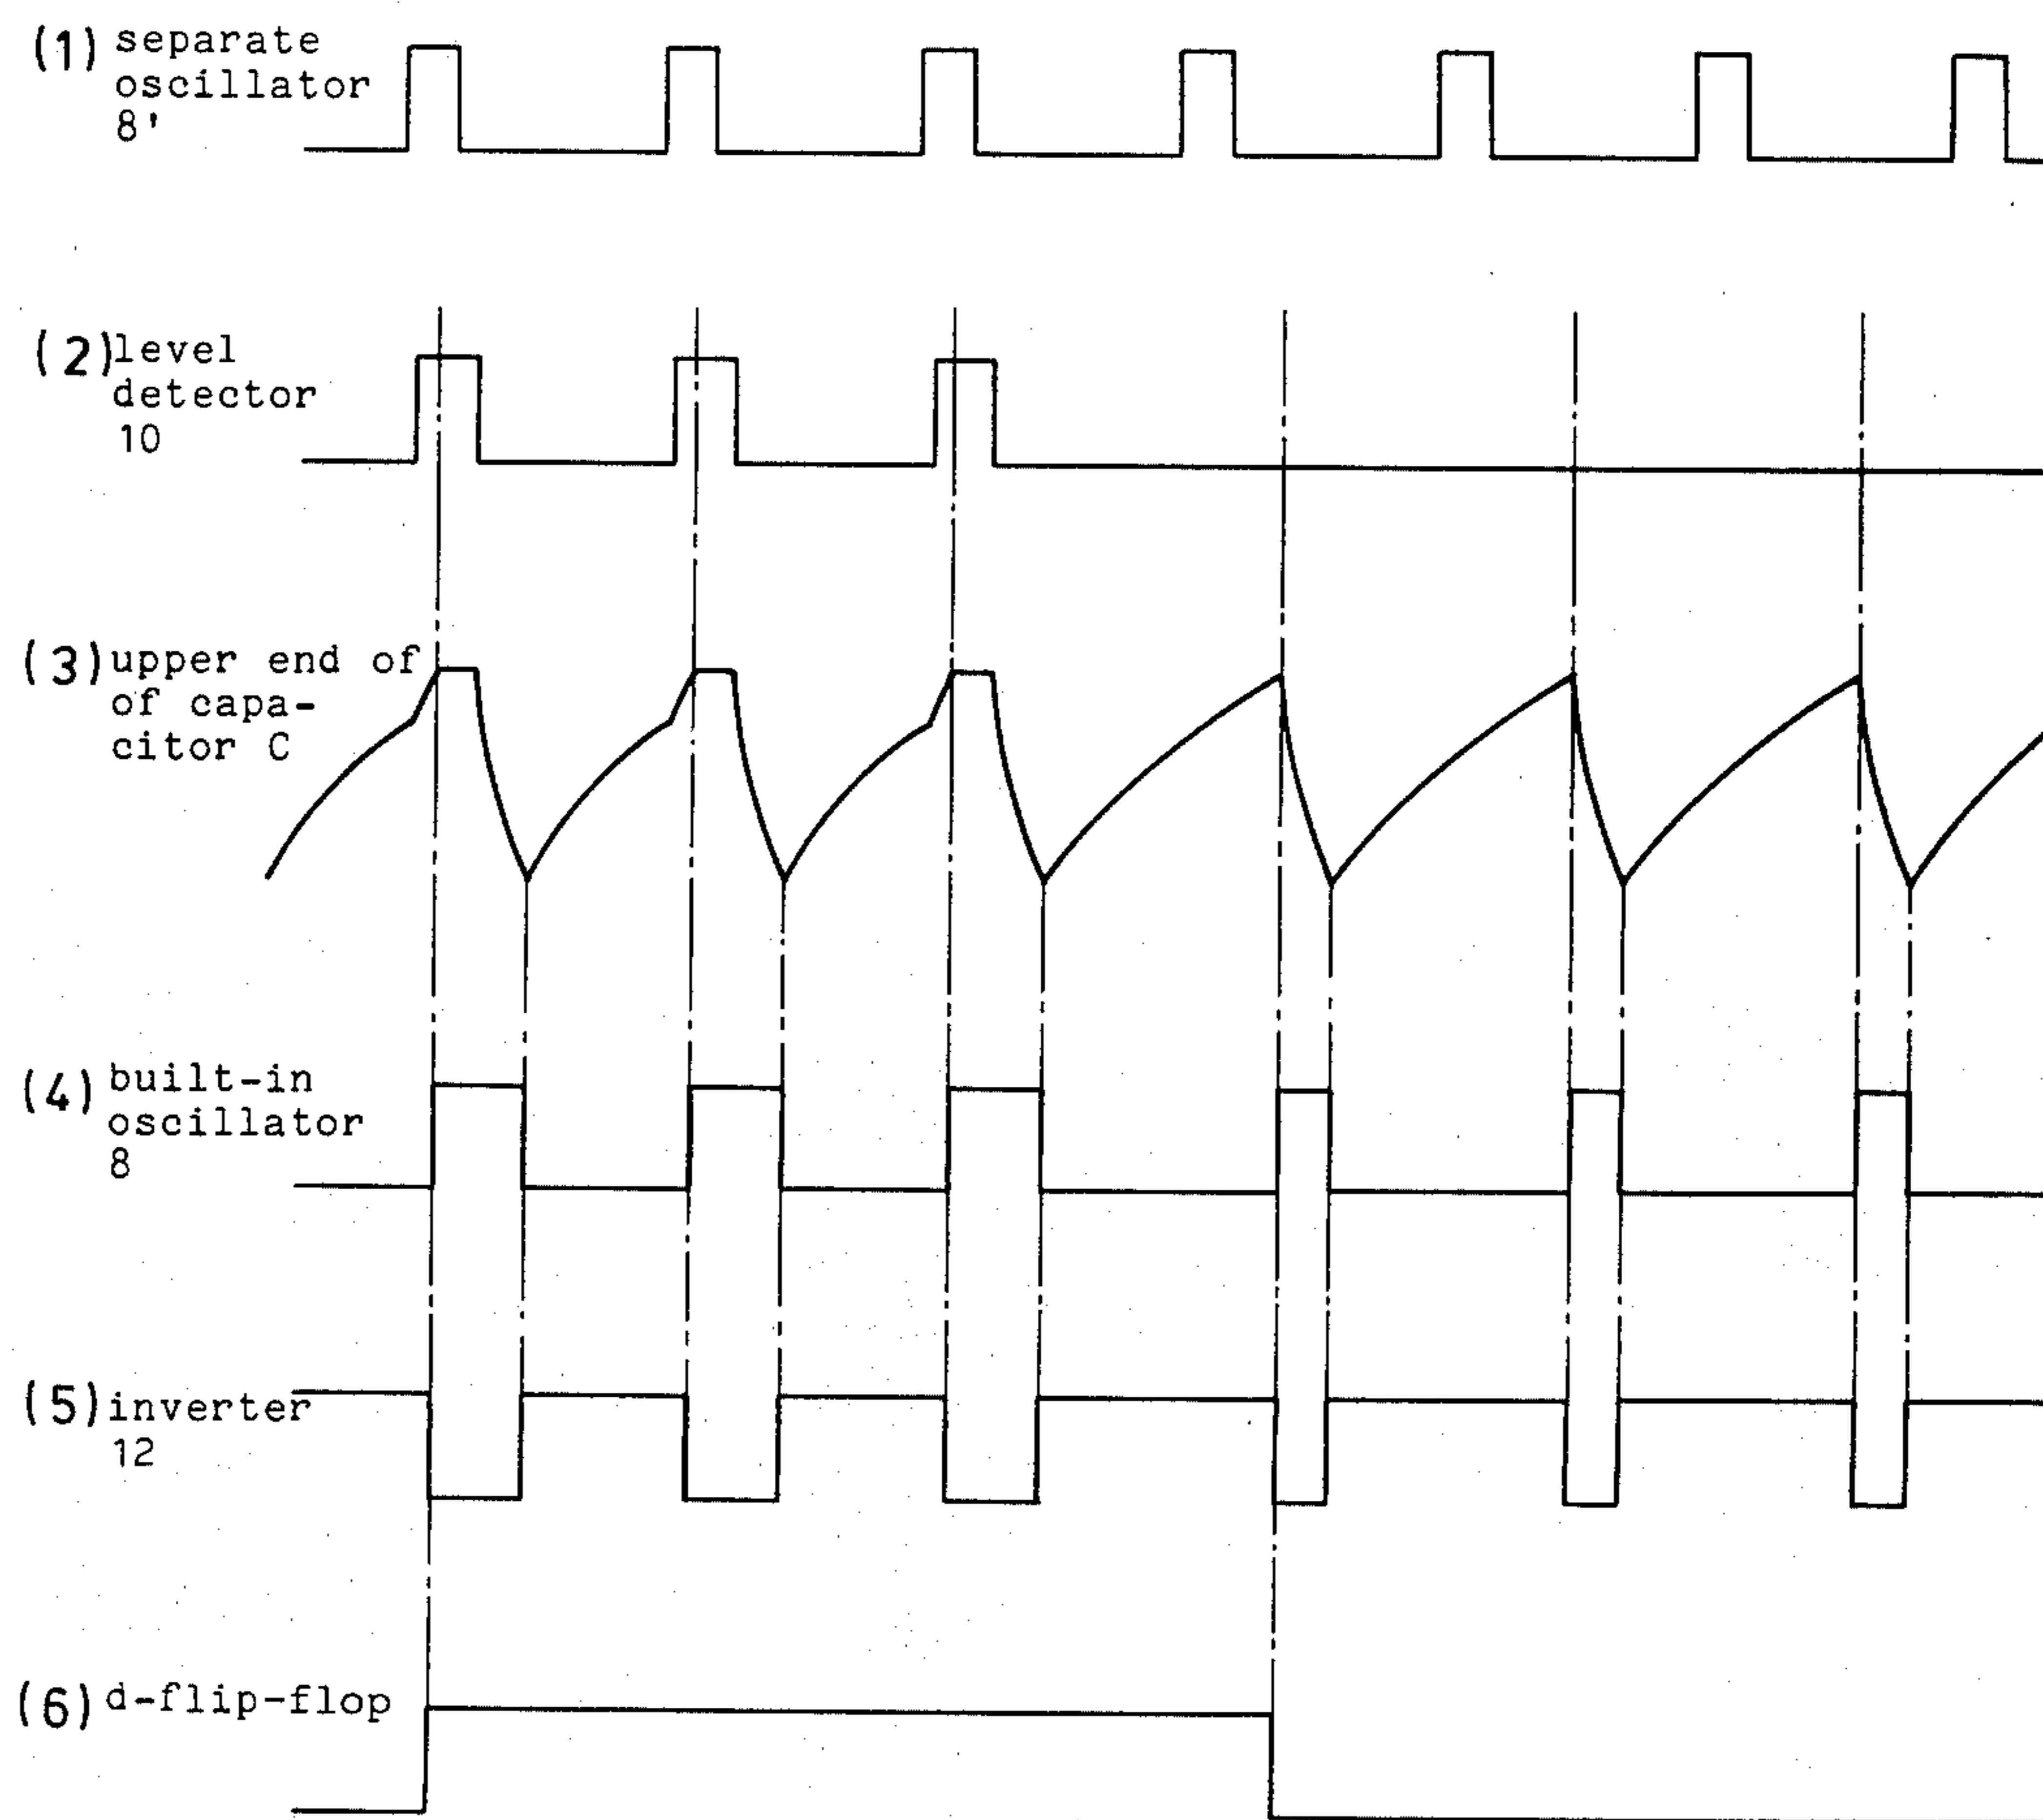 (1) separate
oscillator
8'
(2) level
detector
10
(3) upper end of
of capa-
citor C
(4) built-in
oscillator
8
(5) inverter
12
(6) d-flip-flop